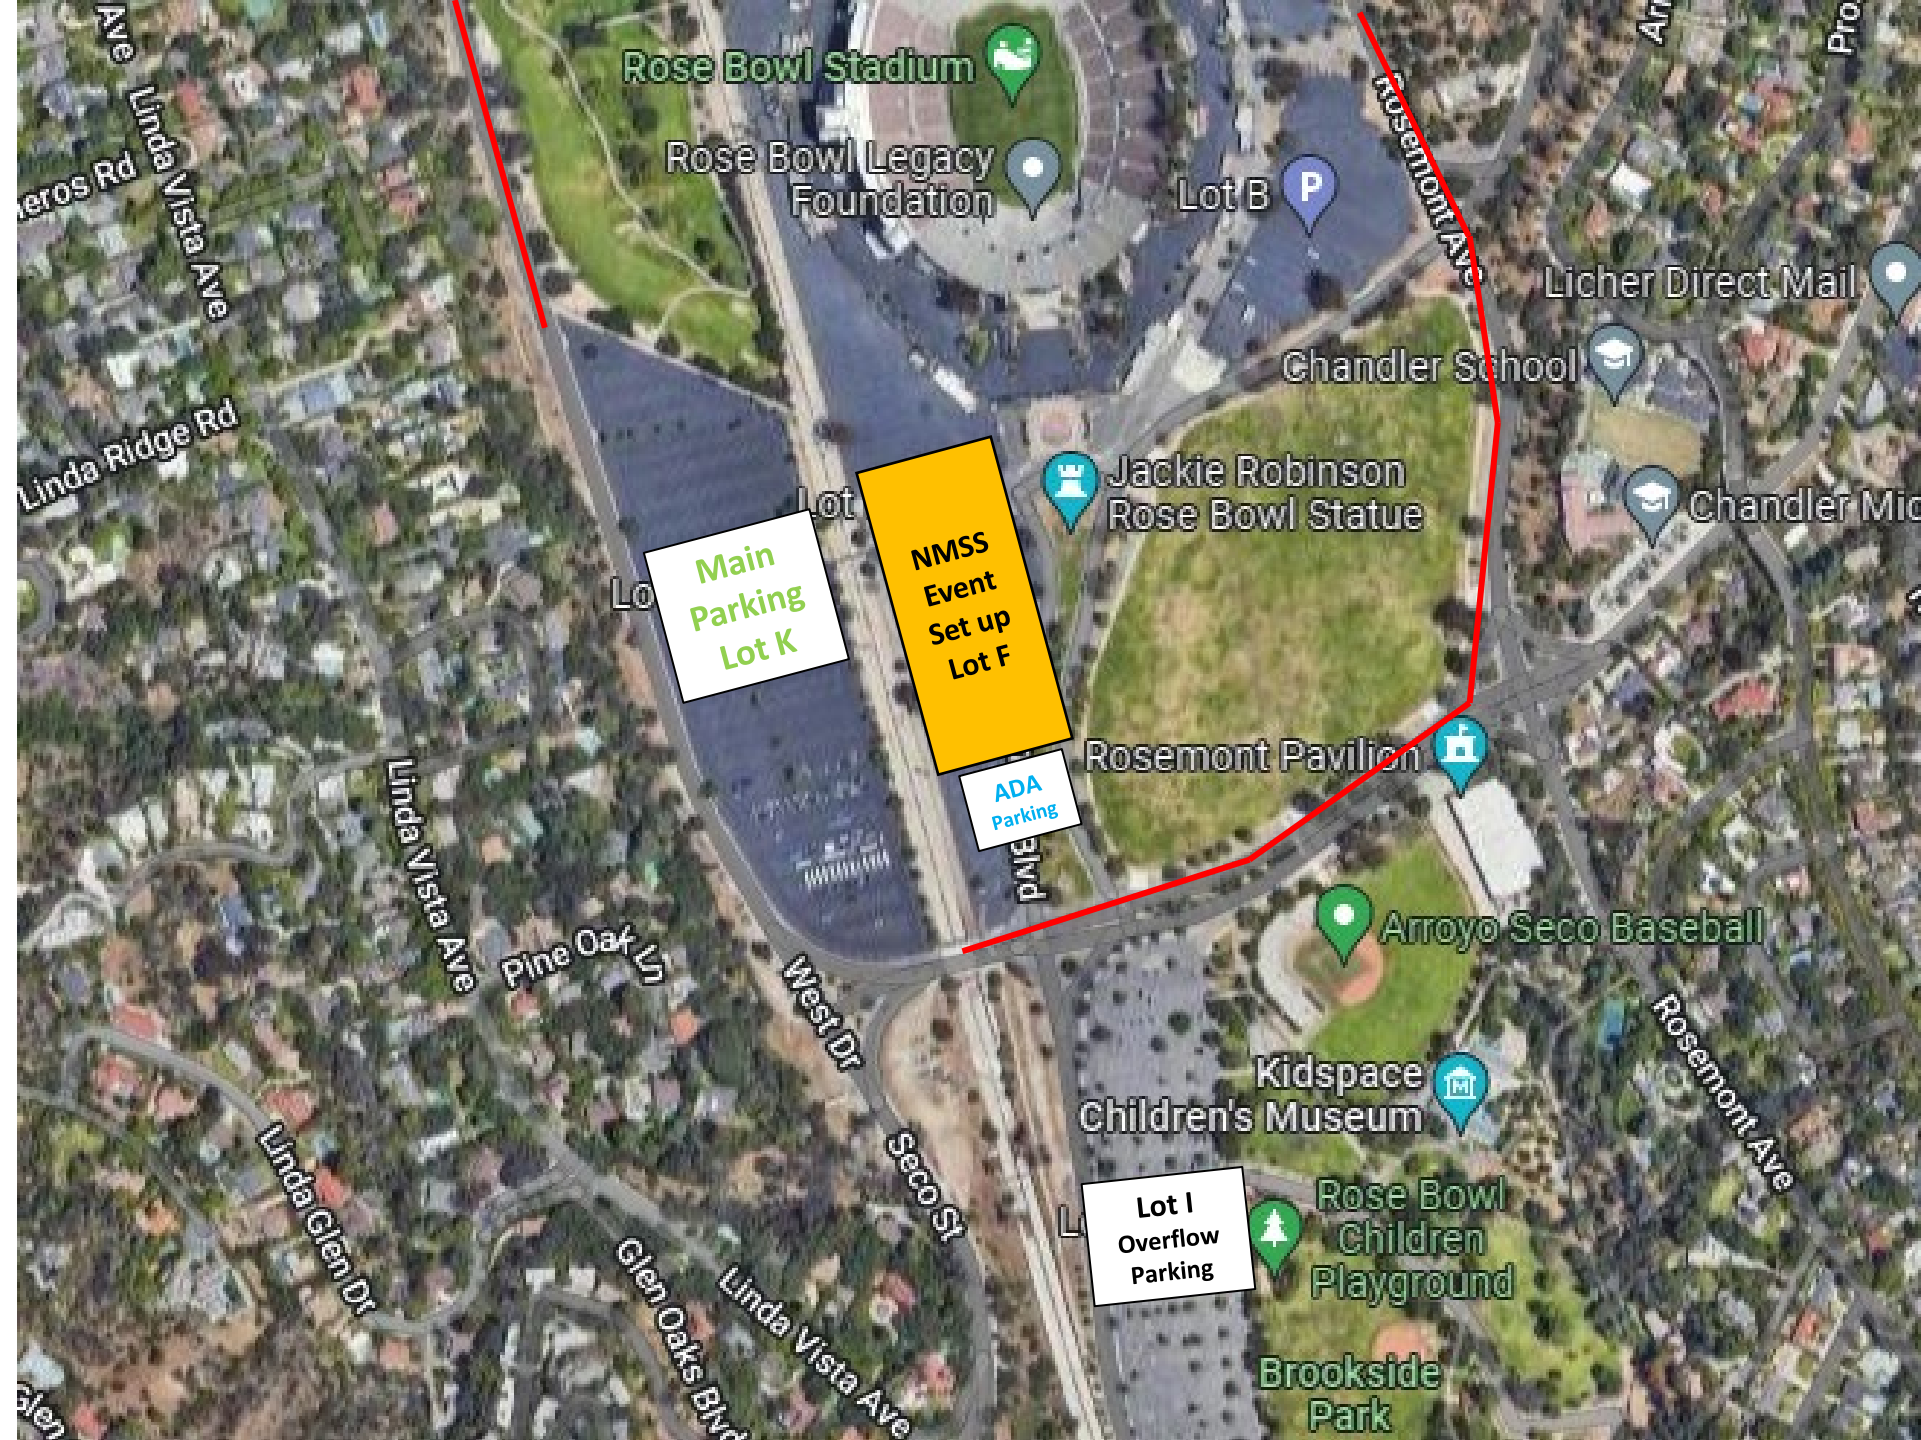 Ave
Linda Vista Ave
Rose Bowl Stadium
Rose Bowl Legacy
Foundation
Lot B
Rosemont Ave
Licher Direct Mail
Chandler School
Linda Ridge Rd
Jackie Robinson
Rose Bowl Statue
Lot
NMSS
Event
Set up
Lot F
Main
Parking
Lot K
Rosemont Pavilion
ADA
Parking
Blvd
Linda Vista Ave
Pine Oak Ln
Arroyo Seco Baseball
West Dr
Kidspace
Children's Museum
Rosemont Ave
Seco St
Linda Glen Dr
Lot I
Overflow
Parking
Rose Bowl
Children
Playground
Glen Oaks Blvd
Linda Vista Ave
Brookside
Park
Glen